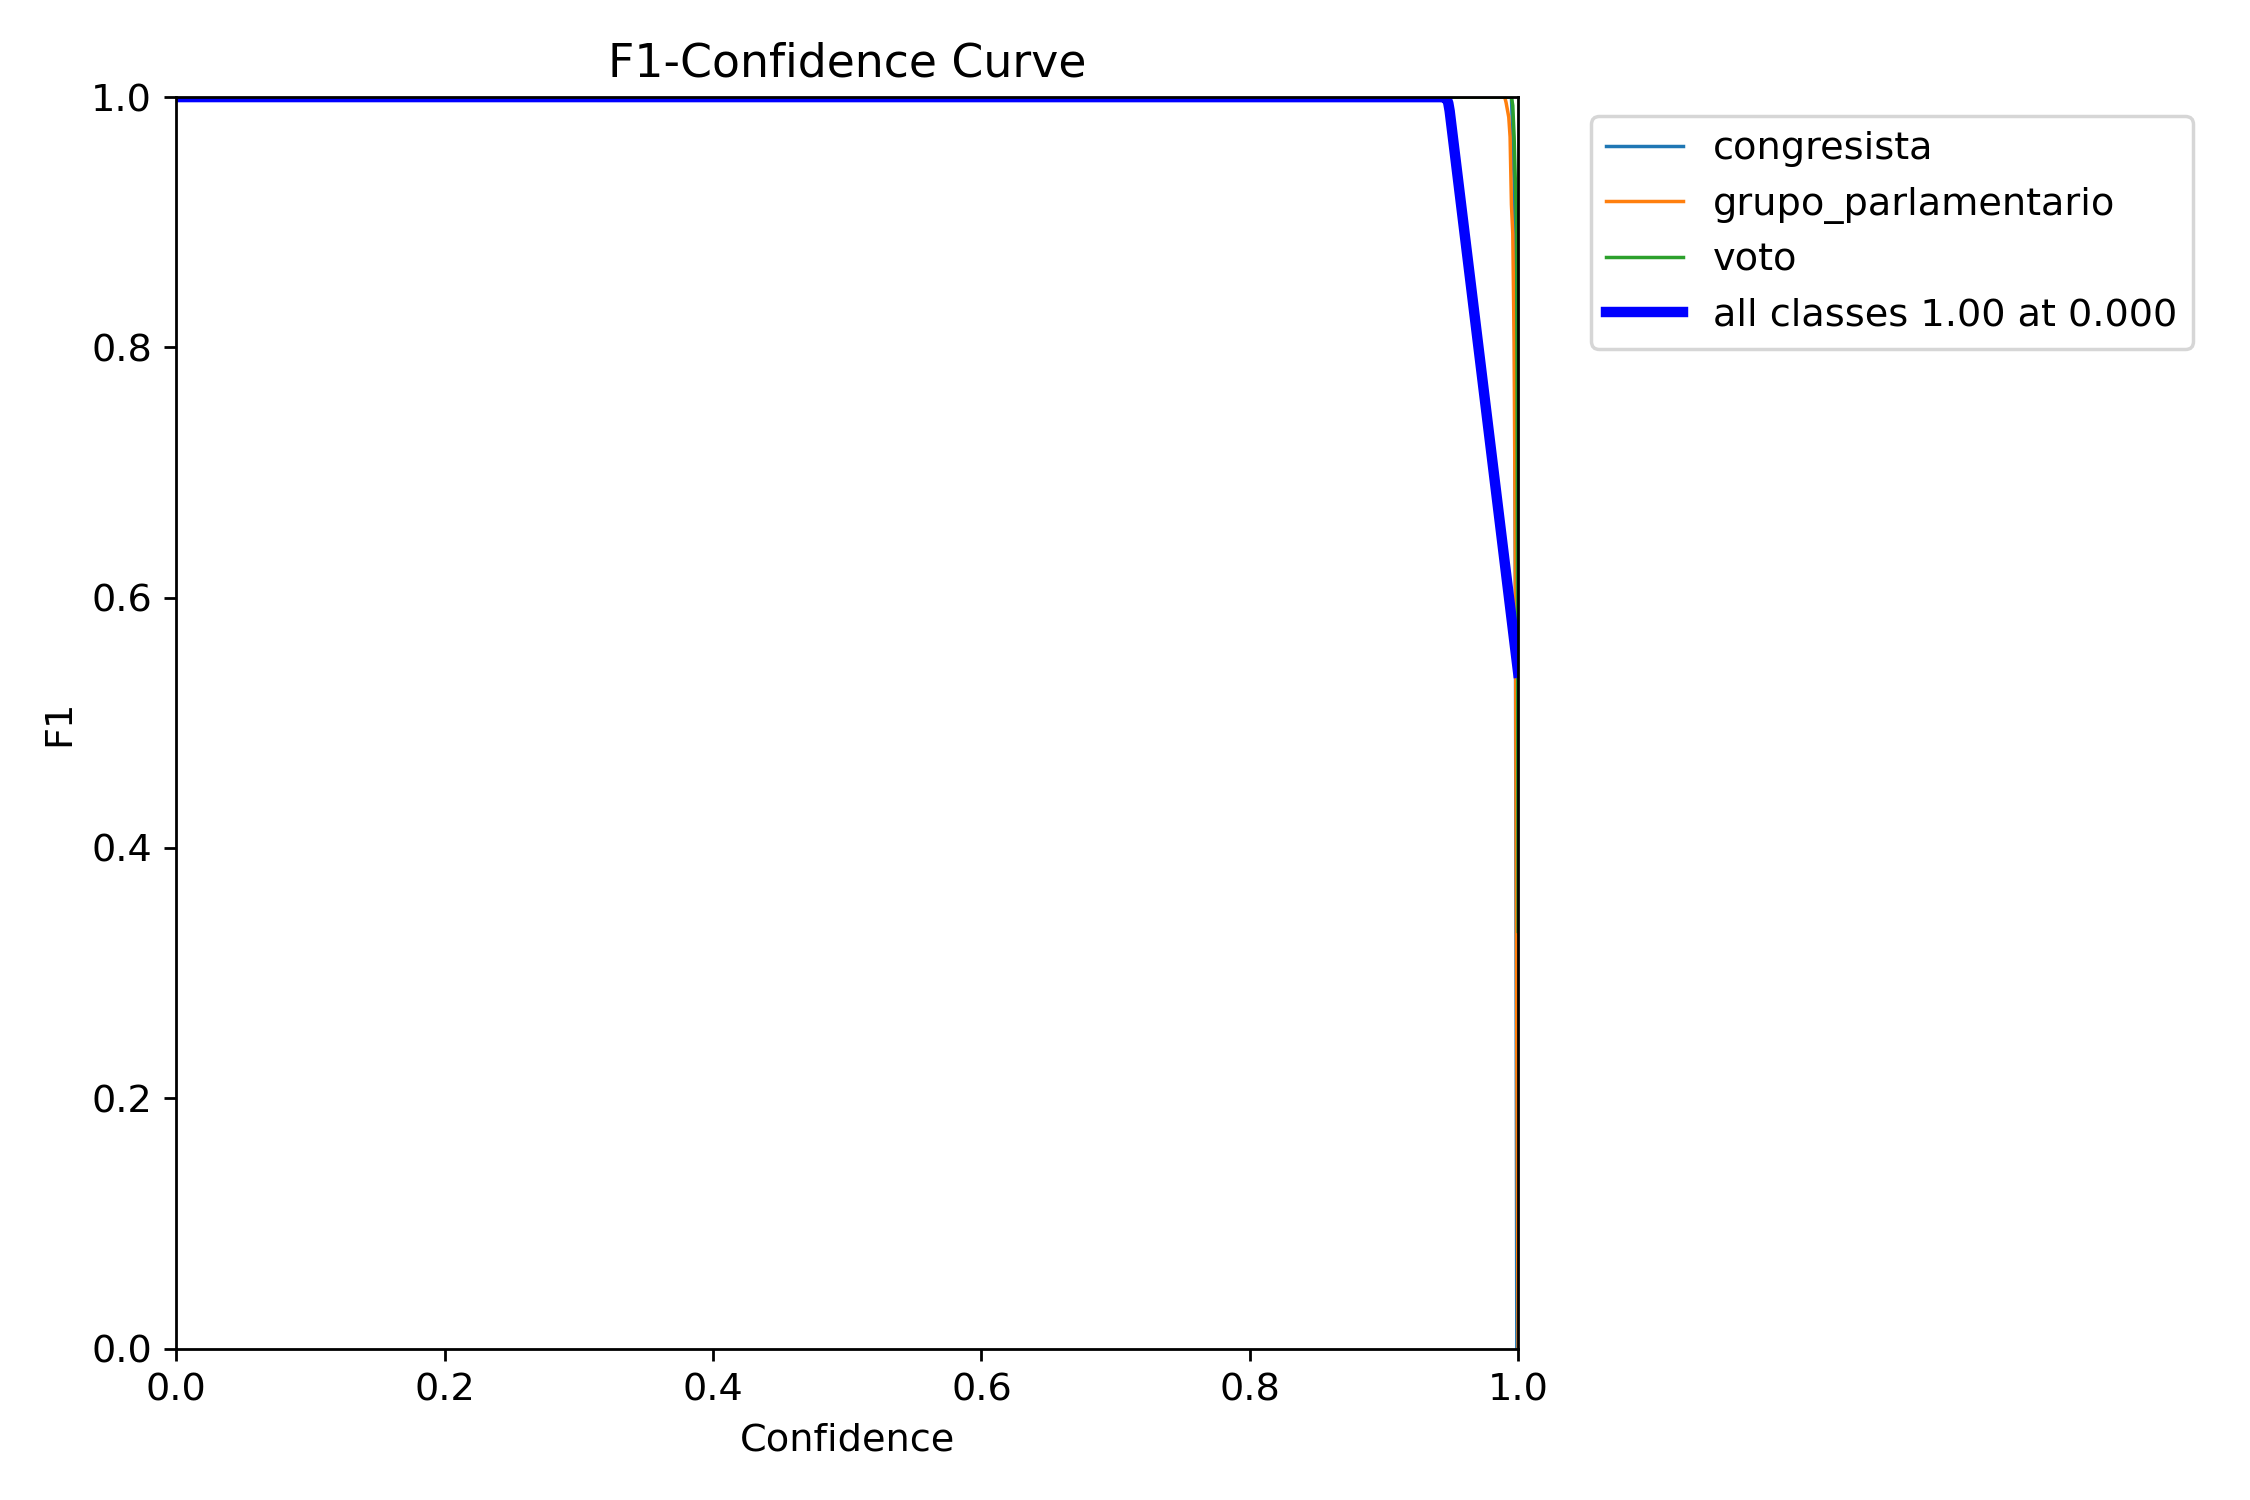 F1-Confidence Curve
1.0
0.8
0.6
0.4
0.2
0.0
F1
0.0 0.2 0.4 0.6 0.8 1.0
Confidence
congresista
grupo_parlamentario
voto
all classes 1.00 at 0.000